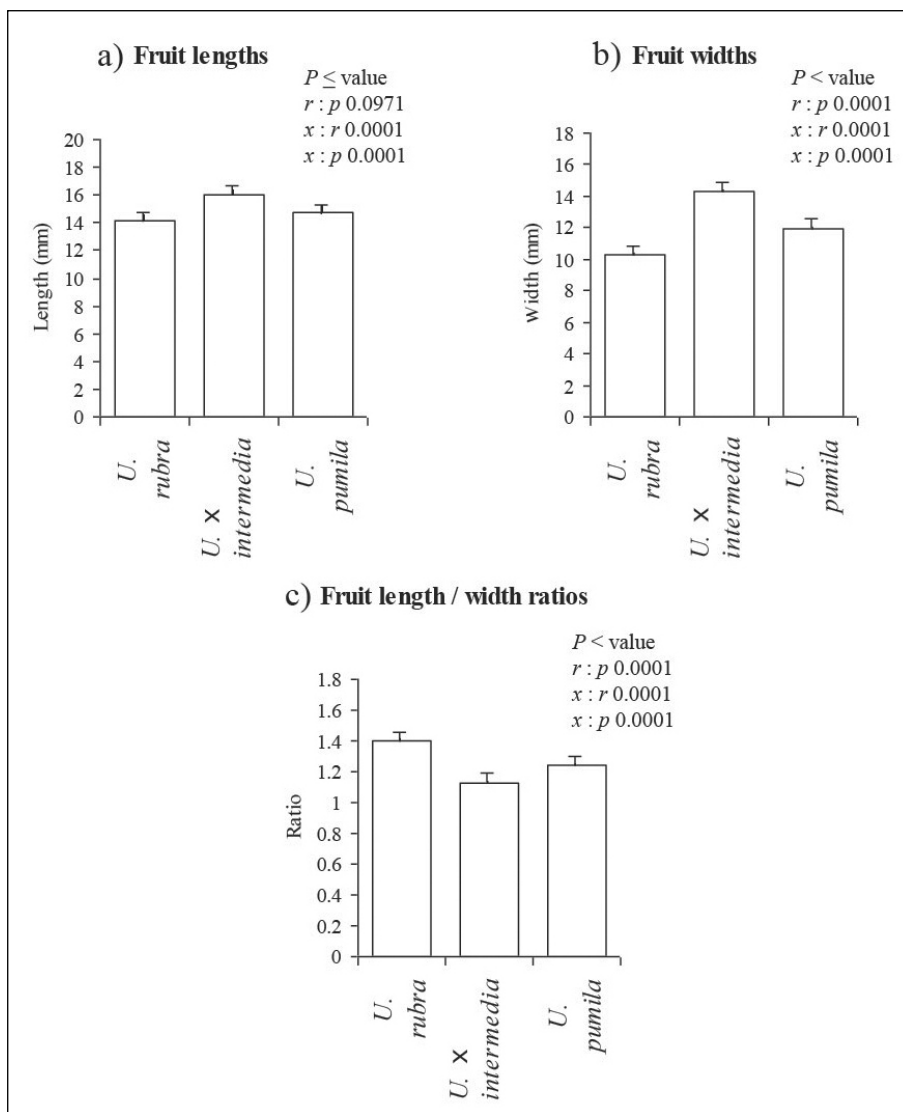 a) Fruit lengths
P ≤ value
r : p 0.0971
x : r 0.0001
x : p 0.0001
20
18
16
14
12
10
8
6
4
2
0
Length (mm)
U. rubra
U. × intermedia
U. pumila
b) Fruit widths
P < value
r : p 0.0001
x : r 0.0001
x : p 0.0001
18
16
14
12
10
8
6
4
2
0
Width (mm)
U. rubra
U. × intermedia
U. pumila
c) Fruit length / width ratios
P < value
r : p 0.0001
x : r 0.0001
x : p 0.0001
1.8
1.6
1.4
1.2
1
0.8
0.6
0.4
0.2
0
Ratio
U. rubra
U. × intermedia
U. pumila